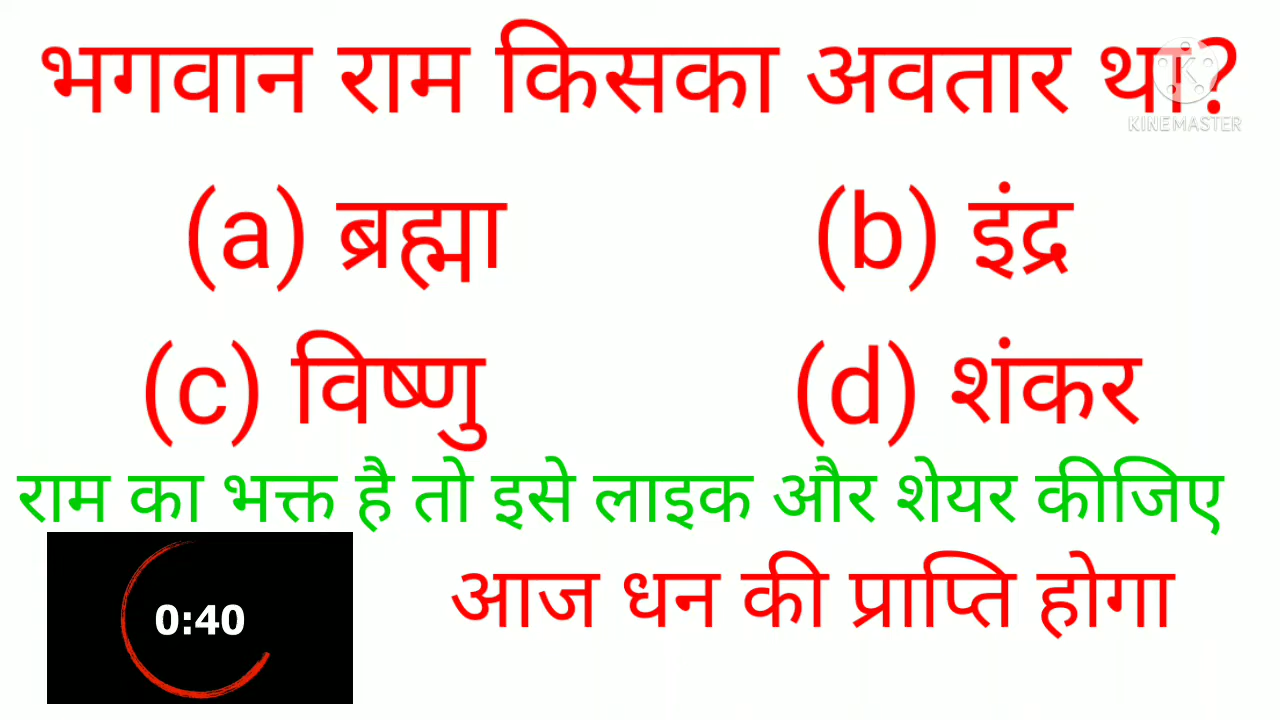 भगवान राम किसका अवतार था?
KINEMASTER
(a) ब्रह्मा (b) इंद्र
(c) विष्णु (d) शंकर
राम का भक्त है तो इसे लाइक और शेयर कीजिए
आज धन की प्राप्ति होगा
0:40